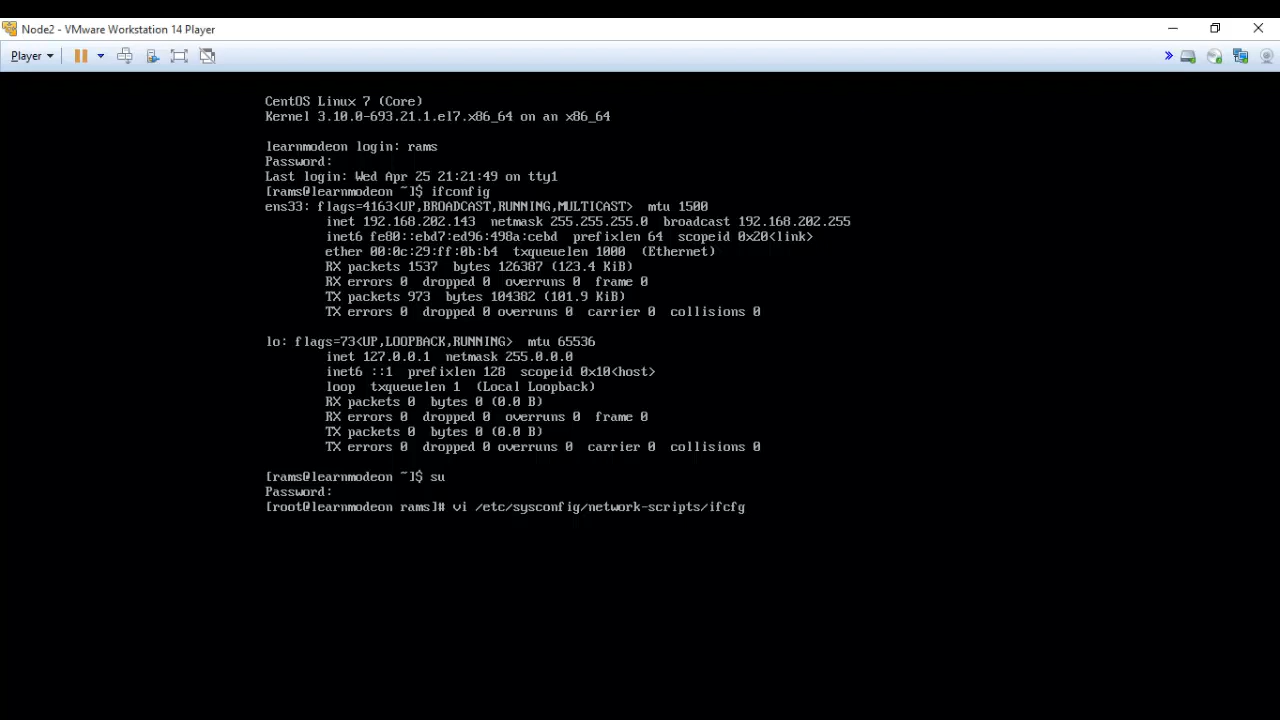 Node2 - VMware Workstation 14 Player
Player
CentOS Linux 7 (Core)
Kernel 3.10.0-693.21.1.el7.x86_64 on an x86_64
learnmodeon login: rams
Password:
Last login: Wed Apr 25 21:21:49 on tty1
[rams@learnmodeon ~]$ ifconfig
ens33: flags=4163<UP,BROADCAST,RUNNING,MULTICAST>  mtu 1500
inet 192.168.202.143  netmask 255.255.255.0  broadcast 192.168.202.255
inet6 fe80::ebd7:ed96:498a:cebd  prefixlen 64  scopeid 0x20<link>
ether 00:0c:29:ff:0b:b4  txqueuelen 1000  (Ethernet)
RX packets 1537  bytes 126387 (123.4 KiB)
RX errors 0  dropped 0  overruns 0  frame 0
TX packets 973  bytes 104382 (101.9 KiB)
TX errors 0  dropped 0 overruns 0  carrier 0  collisions 0
lo: flags=73<UP,LOOPBACK,RUNNING>  mtu 65536
inet 127.0.0.1  netmask 255.0.0.0
inet6 ::1  prefixlen 128  scopeid 0x10<host>
loop  txqueuelen 1  (Local Loopback)
RX packets 0  bytes 0 (0.0 B)
RX errors 0  dropped 0  overruns 0  frame 0
TX packets 0  bytes 0 (0.0 B)
TX errors 0  dropped 0 overruns 0  carrier 0  collisions 0
[rams@learnmodeon ~]$ su
Password:
[root@learnmodeon rams]# vi /etc/sysconfig/network-scripts/ifcfg